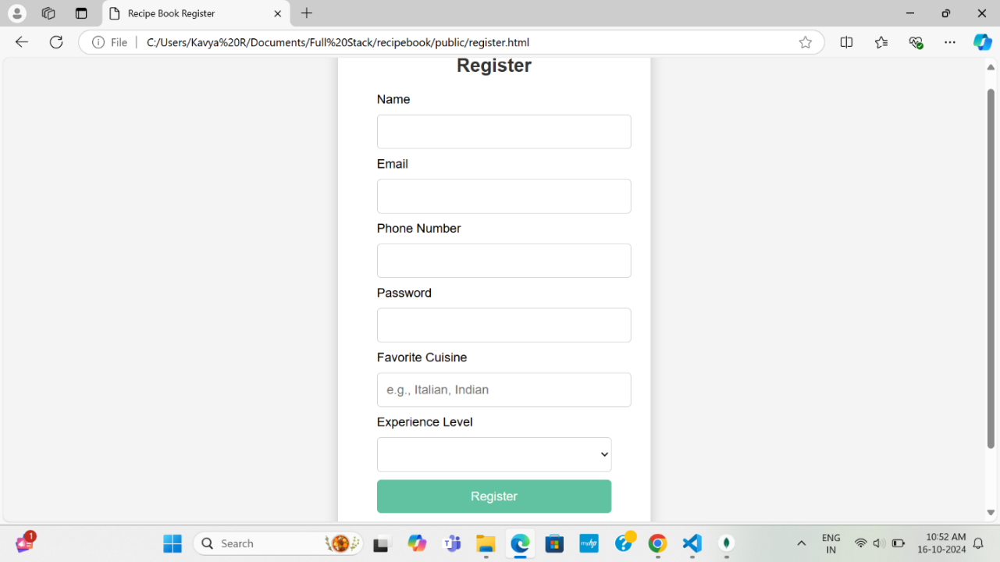 Recipe Book Register
File C:/Users/Kavya%20R/Documents/Full%20Stack/recipebook/public/register.html
Register
Name
Email
Phone Number
Password
Favorite Cuisine
e.g., Italian, Indian
Experience Level
Register
1
Search
myhp
ENG
IN
10:52 AM
16-10-2024